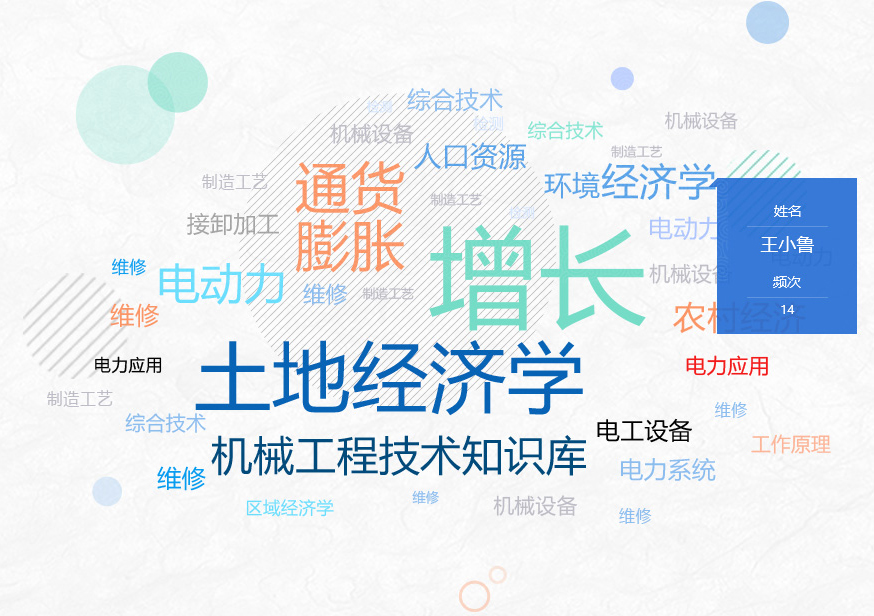 综合技术
检测
综合技术
机械设备
机械设备
人口资源
制造工艺
通货
膨胀
环境经济学
制造工艺
制造工艺
姓名
王小鲁
频次
14
接卸加工
电动力
增长
维修
电动力
维修
制造工艺
机械设备
维修
农村经济
土地经济学
电力应用
电力应用
制造工艺
维修
综合技术
电工设备
工作原理
机械工程技术知识库
维修
电力系统
区域经济学
维修
机械设备
维修